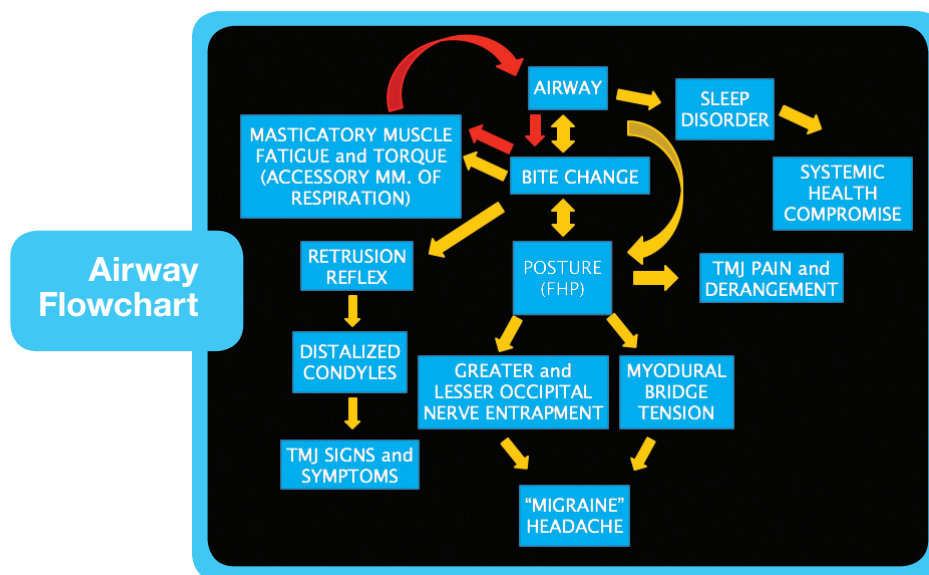 Airway
Flowchart
AIRWAY
SLEEP
DISORDER
MASTICATORY MUSCLE
FATIGUE and TORQUE
(ACCESSORY MM. OF
RESPIRATION)
BITE CHANGE
SYSTEMIC
HEALTH
COMPROMISE
RETRUSION
REFLEX
POSTURE
(FHP)
TMJ PAIN and
DERANGEMENT
DISTALIZED
CONDYLES
GREATER and
LESSER OCCIPITAL
NERVE ENTRAPMENT
MYODURAL
BRIDGE
TENSION
TMJ SIGNS and
SYMPTOMS
“MIGRAINE”
HEADACHE